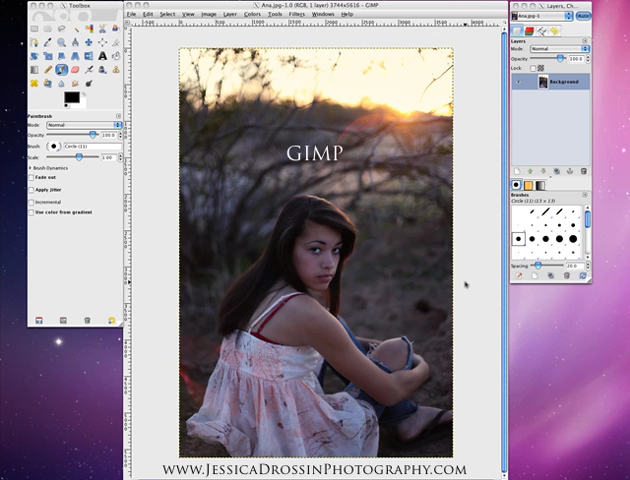 Toolbox
Ana.jpg-1.0 (RGB, 1 layer) 3744x5616 – GIMP
Layers, Ch...
File Edit Select View Image Layer Colors Tools Filters Windows Help
Ana.jpg-1
Auto
Layers
Mode: Normal
Opacity: 100.0
Lock:
Background
Paintbrush
Mode: Normal
Opacity: 100.0
Brush: Circle (11)
Scale: 1.00
Brush Dynamics
Fade out
Apply Jitter
Incremental
Use color from gradient
GIMP
Brushes
Circle (11) (13 × 13)
Spacing: 20.0
www.JessicaDrossinPhotography.com